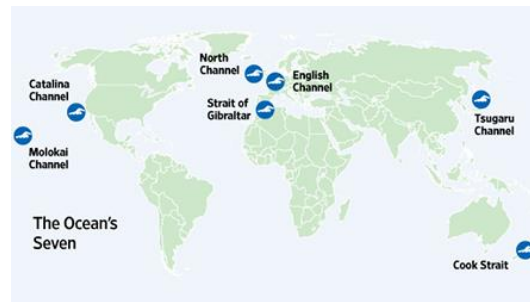 North
Channel
English
Channel
Catalina
Channel
Strait of
Gibraltar
Tsugaru
Channel
Molokai
Channel
The Ocean's
Seven
Cook Strait